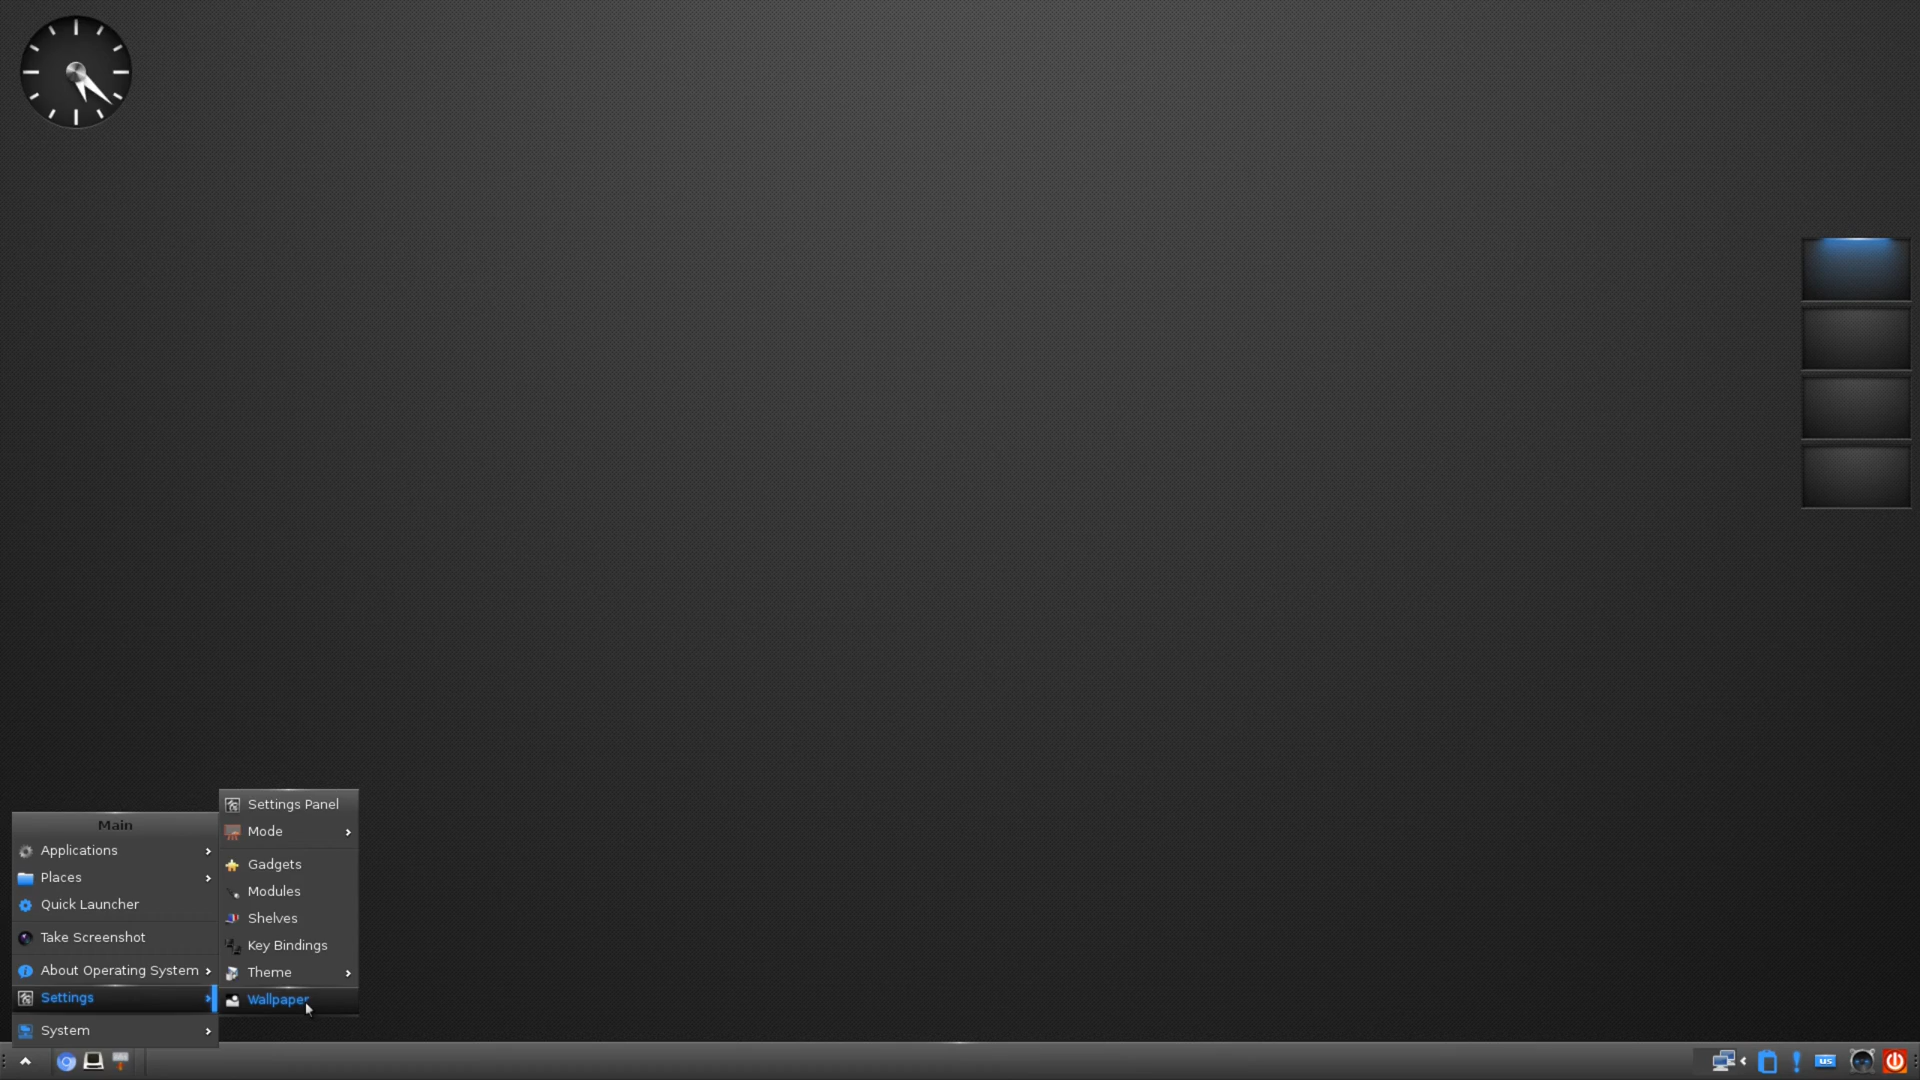 Settings Panel
Mode
Gadgets
Modules
Shelves
Key Bindings
Theme
Wallpaper
Main
Applications
Places
Quick Launcher
Take Screenshot
About Operating System
Settings
System
us